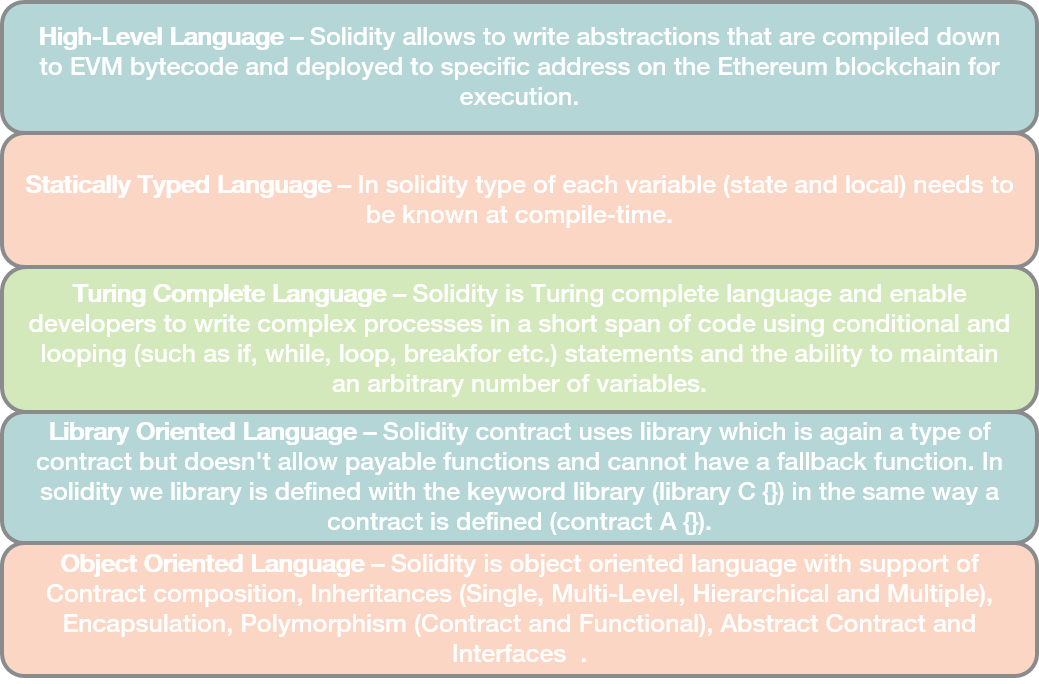 High-Level Language – Solidity allows to write abstractions that are compiled down
to EVM bytecode and deployed to specific address on the Ethereum blockchain for
execution.
Statically Typed Language – In solidity type of each variable (state and local) needs to
be known at compile-time.
Turing Complete Language – Solidity is Turing complete language and enable
developers to write complex processes in a short span of code using conditional and
looping (such as if, while, loop, breakfor etc.) statements and the ability to maintain
an arbitrary number of variables.
Library Oriented Language – Solidity contract uses library which is again a type of
contract but doesn't allow payable functions and cannot have a fallback function. In
solidity we library is defined with the keyword library (library C {}) in the same way a
contract is defined (contract A {}).
Object Oriented Language – Solidity is object oriented language with support of
Contract composition, Inheritances (Single, Multi-Level, Hierarchical and Multiple),
Encapsulation, Polymorphism (Contract and Functional), Abstract Contract and
Interfaces  .